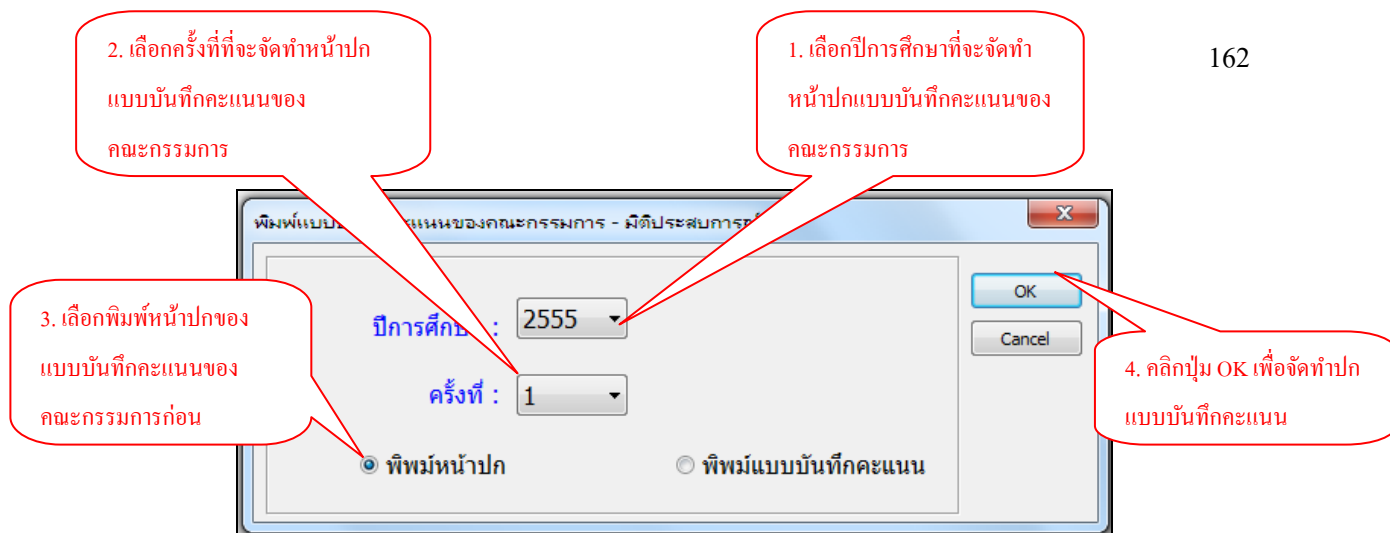 162
2. เลือกครั้งที่ที่จะจัดทำหน้าปก
แบบบันทึกคะแนนของ
คณะกรรมการ
1. เลือกปีการศึกษาที่จะจัดทำ
หน้าปกแบบบันทึกคะแนนของ
คณะกรรมการ
แนนของคณะกรรมการ - มิติประสบการ
3. เลือกพิมพ์หน้าปกของ
แบบบันทึกคะแนนของ
คณะกรรมการก่อน
ปีการศึก : 2555
ครั้งที่ : 1
พิพม์หน้าปก
พิพม์แบบบันทึกคะแนน
OK
Cancel
4. คลิกปุ่ม OK เพื่อจัดทำปก
แบบบันทึกคะแนน